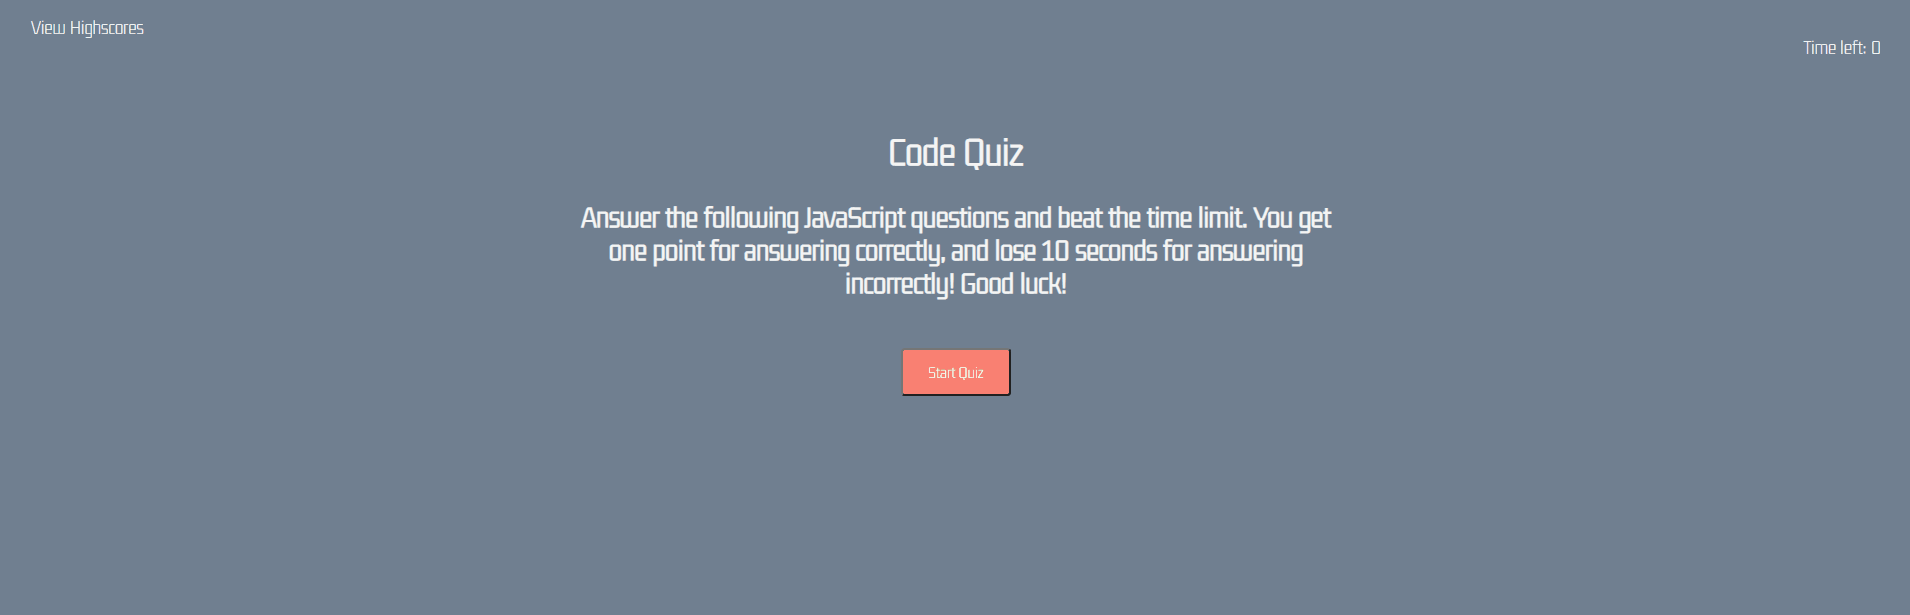 View Highscores
Time left: 0
Code Quiz
Answer the following JavaScript questions and beat the time limit. You get
one point for answering correctly, and lose 10 seconds for answering
incorrectly! Good luck!
Start Quiz